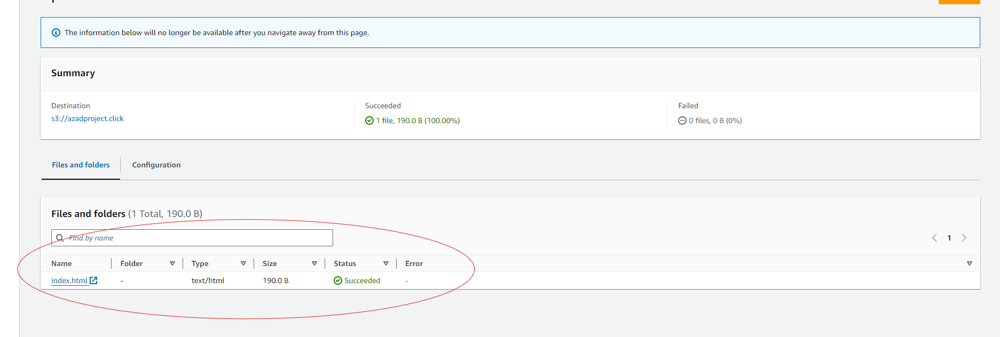 The information below will no longer be available after you navigate away from this page.
Summary
Destination
s3://azadproject.click
Succeeded
1 file, 190.0 B (100.00%)
Failed
0 files, 0 B (0%)
Files and folders
Configuration
Files and folders (1 Total, 190.0 B)
Find by name
1
Name Folder Type Size Status Error
index.html - text/html 190.0 B Succeeded -